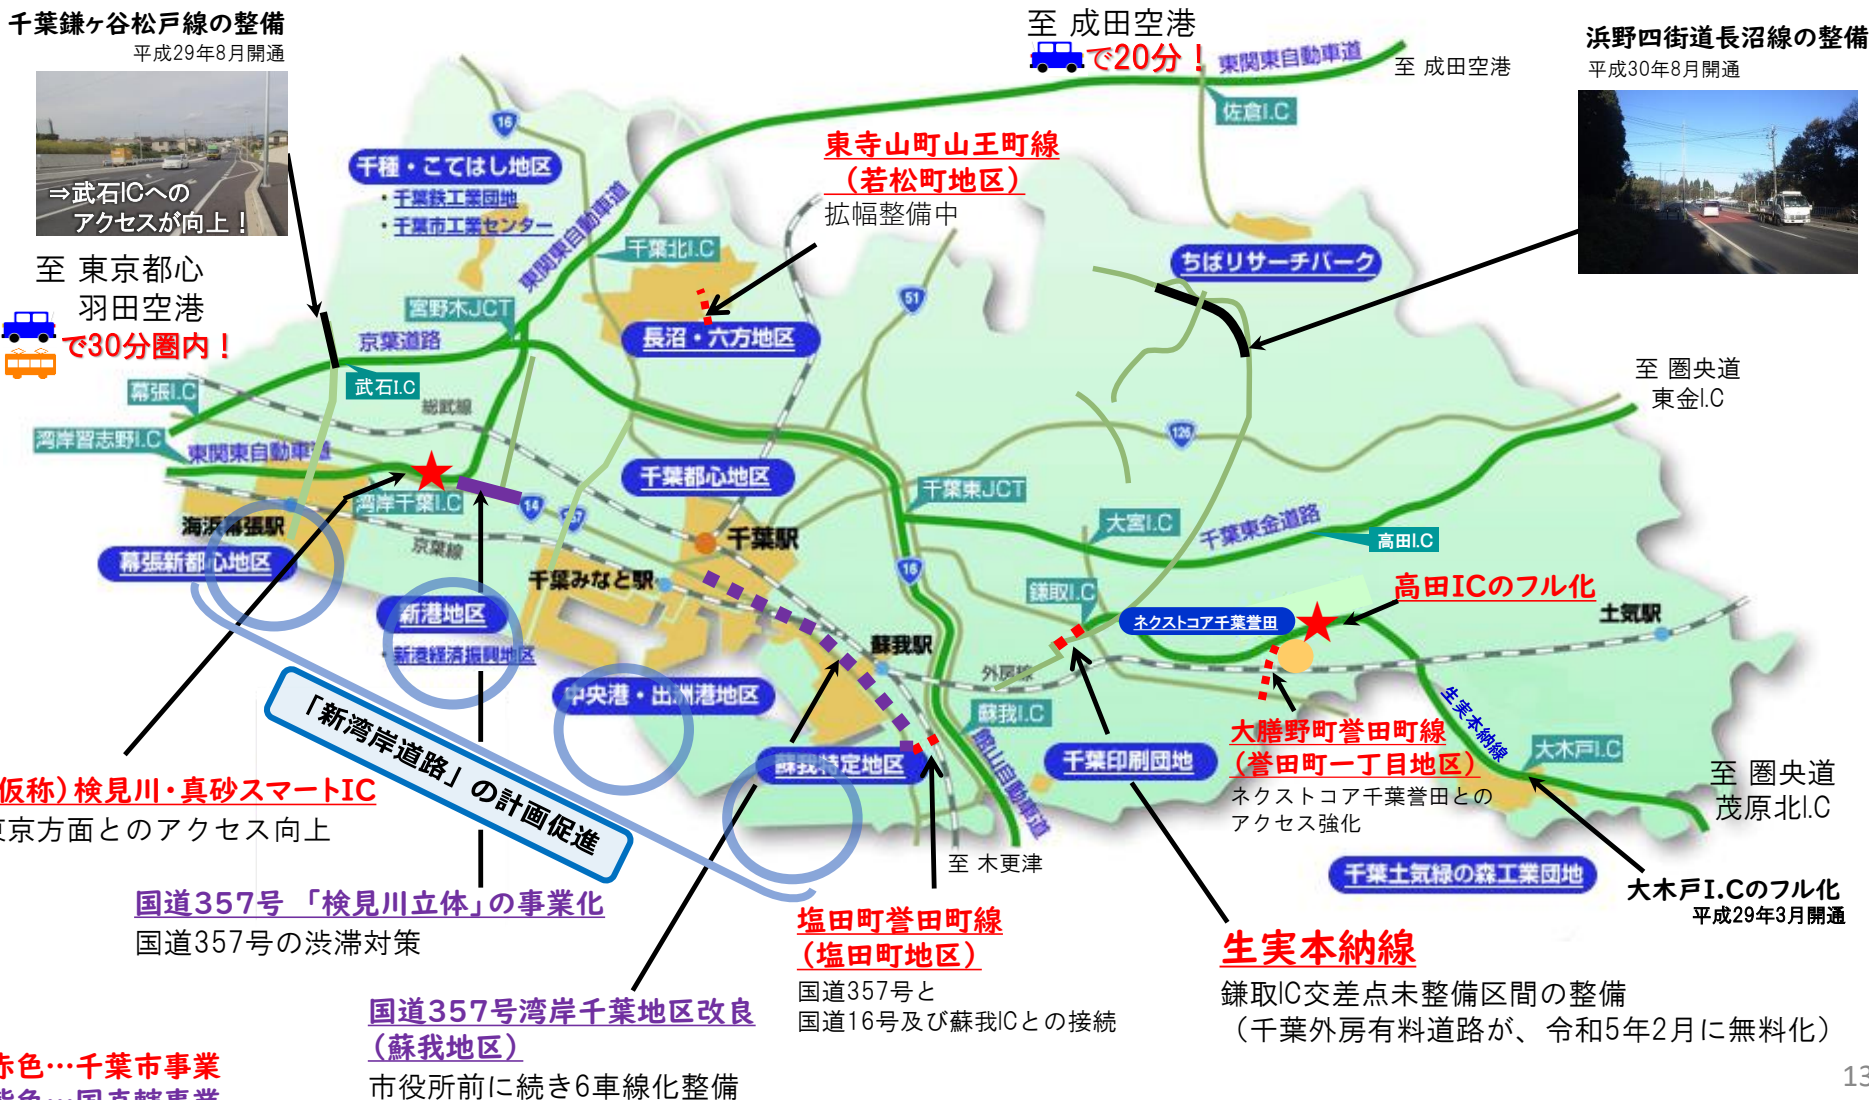 千葉鎌ヶ谷松戸線の整備
平成29年8月開通
⇒武石ICへの
アクセスが向上！
至 東京都心
羽田空港
で30分圏内！
至 成田空港
で20分！
東関東自動車道
至 成田空港
佐倉I.C
浜野四街道長沼線の整備
平成30年8月開通
16
千種・こてはし地区
・千葉鉄工業団地
・千葉市工業センター
東関東自動車道
千葉北I.C
東寺山町山王町線
（若松町地区）
拡幅整備中
ちばリサーチパーク
51
宮野木JCT
長沼・六方地区
京葉道路
武石I.C
幕張I.C
総武線
湾岸習志野I.C
東関東自動車道
湾岸千葉I.C
至 圏央道
東金I.C
126
千葉都心地区
千葉東JCT
大宮I.C
千葉東金道路
高田I.C
14
海浜幕張駅
京葉線
千葉駅
幕張新都心地区
千葉みなと駅
16
鎌取I.C
高田ICのフル化
ネクストコア千葉誉田
土気駅
新港地区
・新港経済振興地区
蘇我駅
外房線
中央港・出洲港地区
蘇我I.C
生実本納線
大木戸I.C
「新湾岸道路」の計画促進
蘇我特定地区
館山自動車道
千葉印刷団地
大膳野町誉田町線
（誉田町一丁目地区）
ネクストコア千葉誉田との
アクセス強化
至 圏央道
茂原北I.C
仮称）検見川・真砂スマートIC
東京方面とのアクセス向上
至 木更津
千葉土気緑の森工業団地
大木戸I.Cのフル化
平成29年3月開通
国道357号 「検見川立体」の事業化
国道357号の渋滞対策
塩田町誉田町線
（塩田町地区）
国道357号と
国道16号及び蘇我ICとの接続
生実本納線
鎌取IC交差点未整備区間の整備
（千葉外房有料道路が、令和5年2月に無料化）
国道357号湾岸千葉地区改良
（蘇我地区）
市役所前に続き6車線化整備
赤色…千葉市事業
紫色…国直轄事業
13